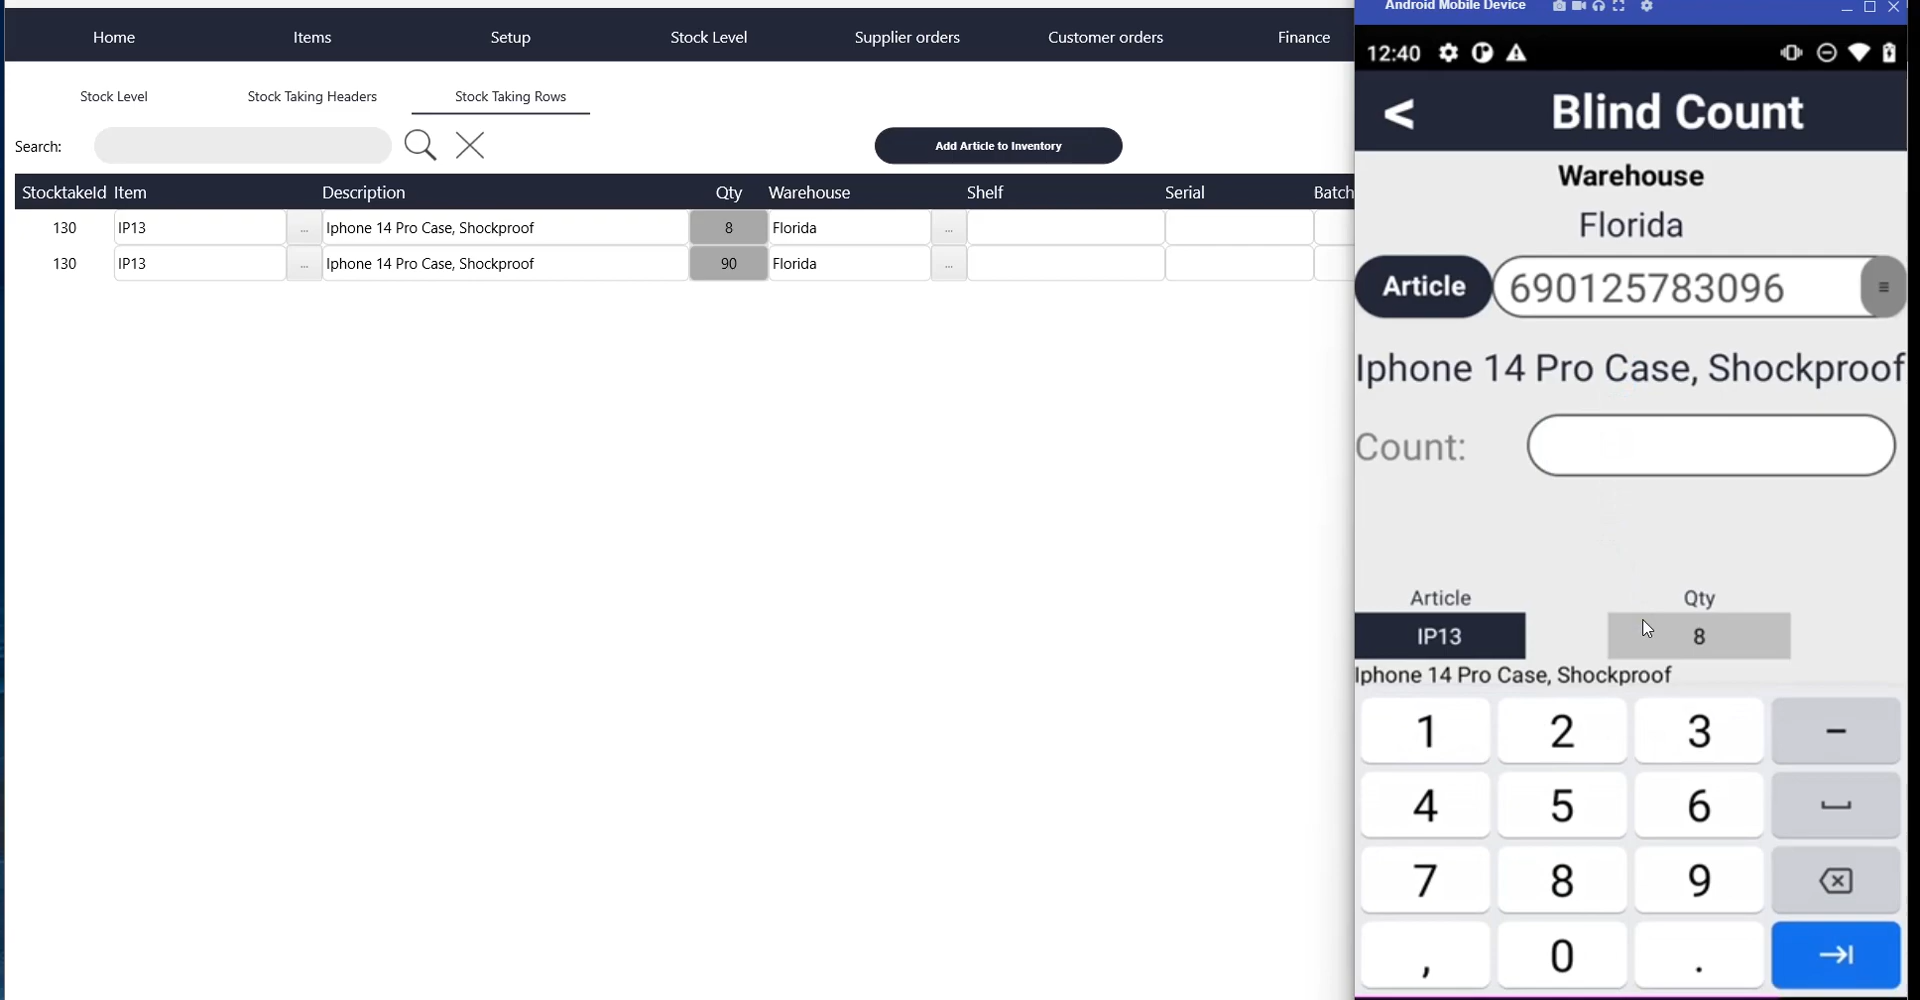 Home Items Setup Stock Level Supplier orders Customer orders Finance
Stock Level Stock Taking Headers Stock Taking Rows
Search: Add Article to Inventory
StocktakeId Item Description Qty Warehouse Shelf Serial Batch
130 IP13 ... Iphone 14 Pro Case, Shockproof 8 Florida ...
130 IP13 ... Iphone 14 Pro Case, Shockproof 90 Florida ...
Android Mobile Device
12:40
< Blind Count
Warehouse
Florida
Article 690125783096
Iphone 14 Pro Case, Shockproof
Count:
Article Qty
IP13 8
Iphone 14 Pro Case, Shockproof
1 2 3 –
4 5 6
7 8 9
, 0 .